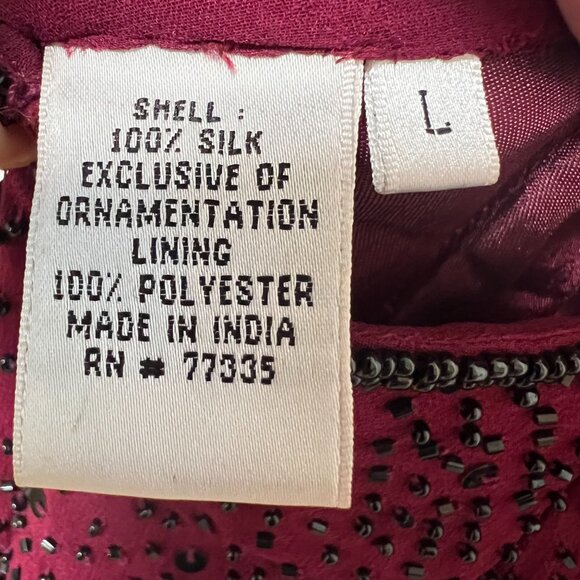 SHELL :
100% SILK
EXCLUSIVE OF
ORNAMENTATION
LINING
100% POLYESTER
MADE IN INDIA
RN # 77335
L